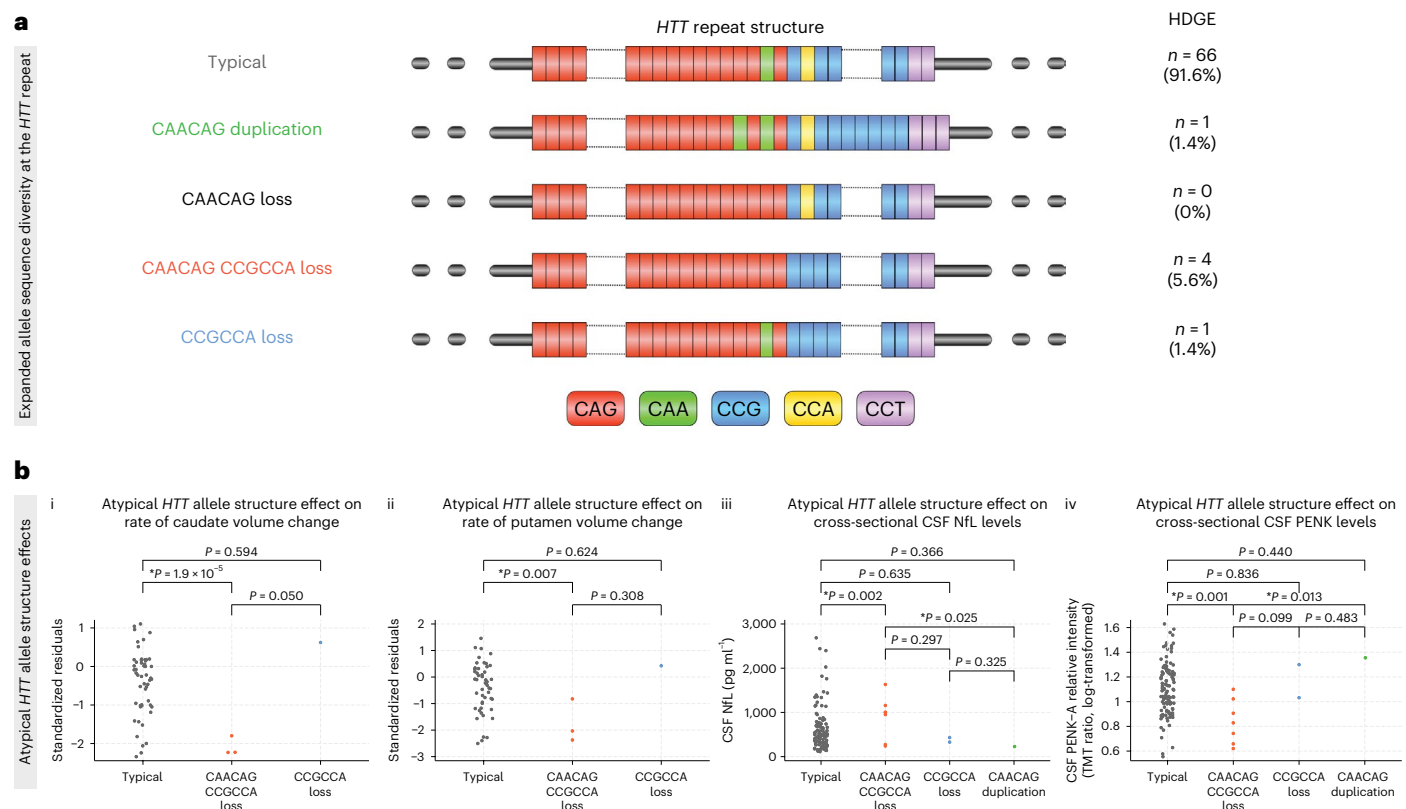 a
HTT repeat structure
HDGE
Expanded allele sequence diversity at the HTT repeat
Typical
n = 66
(91.6%)
CAACAG duplication
n = 1
(1.4%)
CAACAG loss
n = 0
(0%)
CAACAG CCGCCA loss
n = 4
(5.6%)
CCGCCA loss
n = 1
(1.4%)
CAG CAA CCG CCA CCT
b
Atypical HTT allele structure effects
i
Atypical HTT allele structure effect on
rate of caudate volume change
P = 0.594
*P = 1.9 × 10⁻⁵
P = 0.050
Standardized residuals
1
0
−1
−2
Typical
CAACAG
CCGCCA
loss
CCGCCA
loss
ii
Atypical HTT allele structure effect on
rate of putamen volume change
P = 0.624
*P = 0.007
P = 0.308
Standardized residuals
2
1
0
−1
−2
−3
Typical
CAACAG
CCGCCA
loss
CCGCCA
loss
iii
Atypical HTT allele structure effect on
cross-sectional CSF NfL levels
P = 0.366
P = 0.635
*P = 0.002
*P = 0.025
P = 0.297
P = 0.325
CSF NfL (pg ml⁻¹)
3,000
2,000
1,000
0
Typical
CAACAG
CCGCCA
loss
CCGCCA
loss
CAACAG
duplication
iv
Atypical HTT allele structure effect on
cross-sectional CSF PENK levels
P = 0.440
P = 0.836
*P = 0.001
*P = 0.013
P = 0.099
P = 0.483
CSF PENK–A relative intensity
(TMT ratio, log-transformed)
1.6
1.4
1.2
1.0
0.8
0.6
Typical
CAACAG
CCGCCA
loss
CCGCCA
loss
CAACAG
duplication